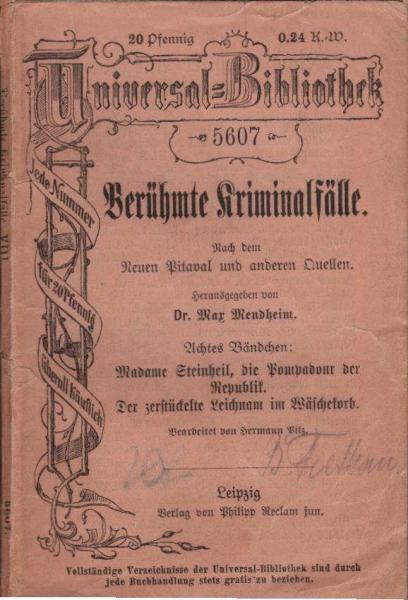 20 Pfennig 0.24 K.-W.
Universal-Bibliothek
5607
Jede Nummer
für 20 Pfennig
überall käuflich
Berühmte Kriminalfälle.
Nach dem
Neuen Pitaval und anderen Quellen.
Herausgegeben von
Dr. Max Mendheim.
Achtes Bändchen:
Madame Steinheil, die Pompadour der
Republik.
Der zerstückelte Leichnam im Wäschekorb.
Bearbeitet von Hermann Pilz.
Leipzig
Verlag von Philipp Reclam jun.
Vollständige Verzeichnisse der Universal-Bibliothek sind durch
jede Buchhandlung stets gratis zu beziehen.
5607.